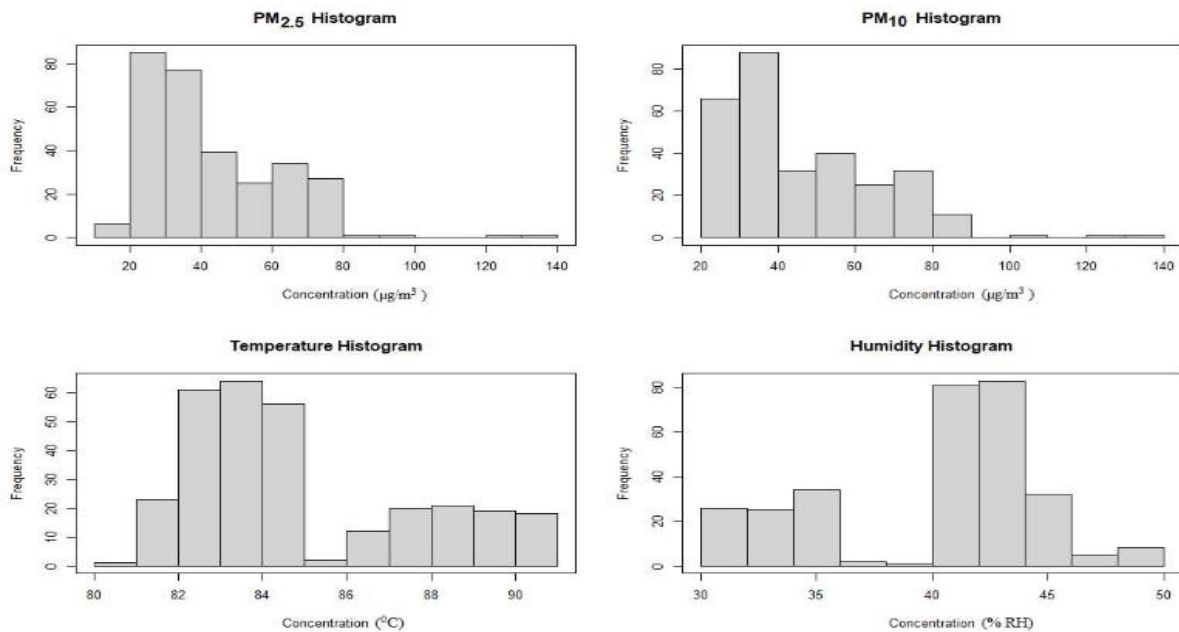 PM2.5 Histogram
Frequency
0 20 40 60 80
20 40 60 80 100 120 140
Concentration (µg/m³ )
PM10 Histogram
Frequency
0 20 40 60 80
20 40 60 80 100 120 140
Concentration (µg/m³ )
Temperature Histogram
Frequency
0 10 20 30 40 50 60
80 82 84 86 88 90
Concentration (⁰C)
Humidity Histogram
Frequency
0 20 40 60 80
30 35 40 45 50
Concentration (% RH)